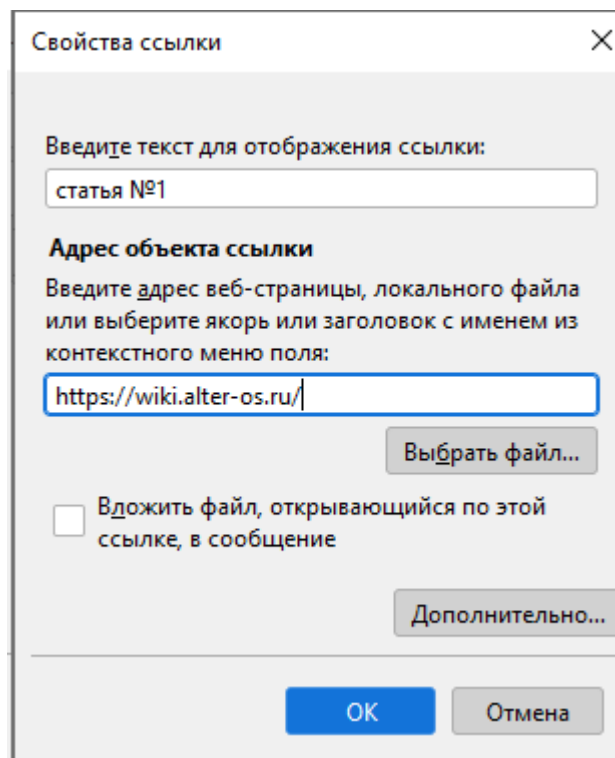 Свойства ссылки
Введите текст для отображения ссылки:
статья №1
Адрес объекта ссылки
Введите адрес веб-страницы, локального файла
или выберите якорь или заголовок с именем из
контекстного меню поля:
https://wiki.alter-os.ru/
Выбрать файл...
Вложить файл, открывающийся по этой
ссылке, в сообщение
Дополнительно...
ОК
Отмена